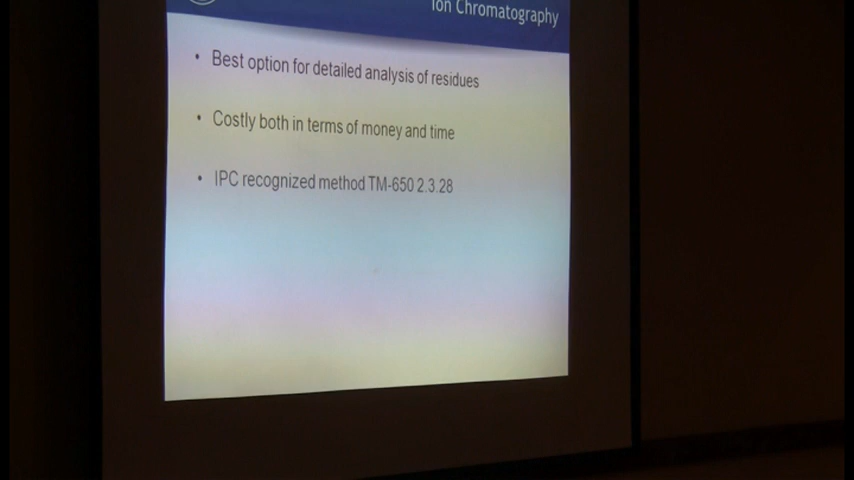 Ion Chromatography
• Best option for detailed analysis of residues
• Costly both in terms of money and time
• IPC recognized method TM-650 2.3.28